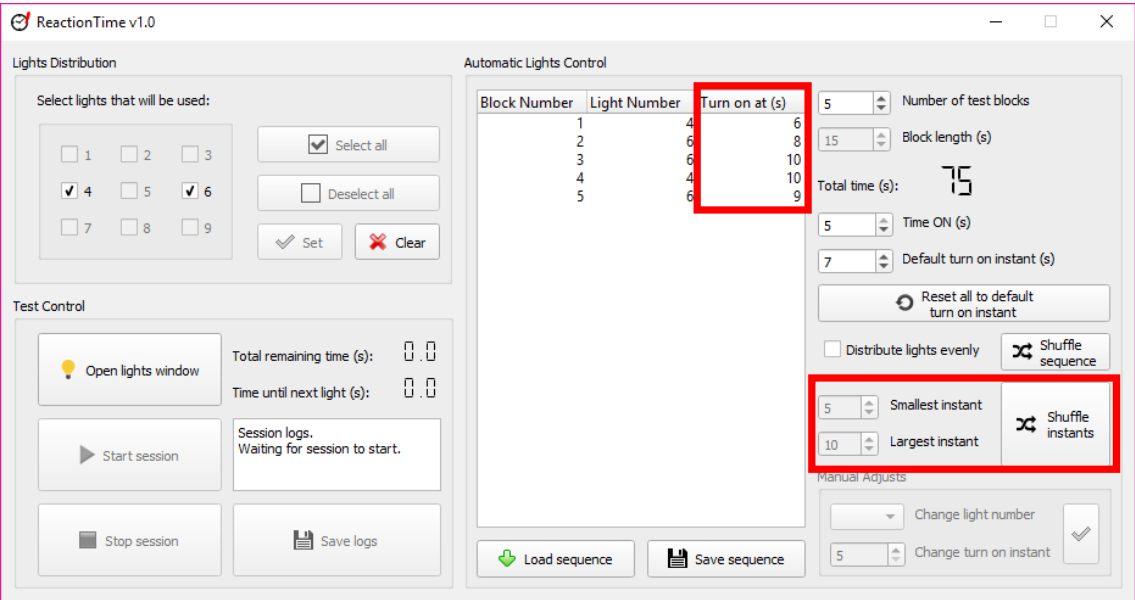 ReactionTime v1.0
Lights Distribution
Select lights that will be used:
1 2 3
4 5 6
7 8 9
Select all
Deselect all
Set Clear
Test Control
Open lights window
Total remaining time (s): 0.0
Time until next light (s): 0.0
Start session
Session logs.
Waiting for session to start.
Stop session
Save logs
Automatic Lights Control
Block Number Light Number Turn on at (s)
1 4 6
2 6 8
3 6 10
4 4 10
5 6 9
Load sequence
Save sequence
5 Number of test blocks
15 Block length (s)
Total time (s): 75
5 Time ON (s)
7 Default turn on instant (s)
Reset all to default
turn on instant
Distribute lights evenly
Shuffle
sequence
5 Smallest instant
10 Largest instant
Shuffle
instants
Manual Adjusts
Change light number
5 Change turn on instant